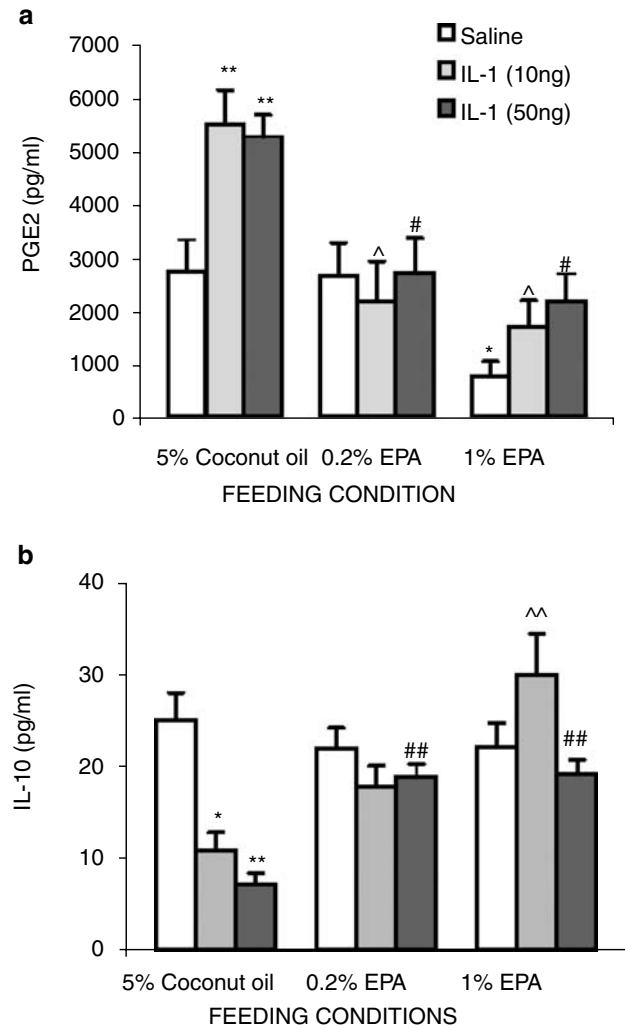 a
7000
6000
5000
4000
3000
2000
1000
0
PGE2 (pg/ml)
Saline
IL-1 (10ng)
IL-1 (50ng)
** **
^ #
* ^ #
5% Coconut oil 0.2% EPA 1% EPA
FEEDING CONDITION
b
40
30
20
10
0
IL-10 (pg/ml)
* **
##
^^ ##
5% Coconut oil 0.2% EPA 1% EPA
FEEDING CONDITIONS